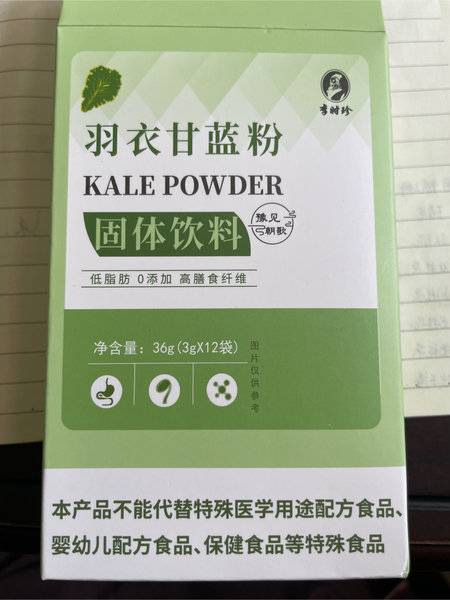 李时珍
羽衣甘蓝粉
KALE POWDER
固体饮料
豫见
朝歌
低脂肪 0添加 高膳食纤维
净含量：36g(3gX12袋)
图片仅供参考
本产品不能代替特殊医学用途配方食品、
婴幼儿配方食品、保健食品等特殊食品